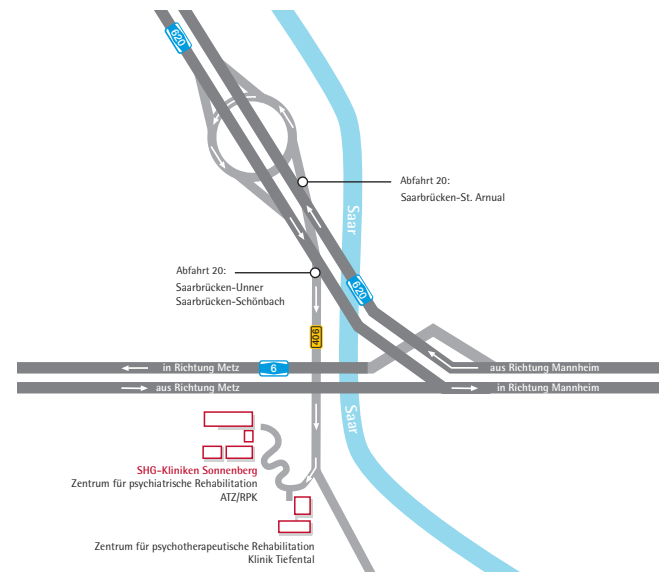 620
Abfahrt 20:
Saarbrücken-St. Arnual
Saar
Abfahrt 20:
Saarbrücken-Unner
Saarbrücken-Schönbach
620
406
in Richtung Metz
6
aus Richtung Mannheim
aus Richtung Metz
in Richtung Mannheim
Saar
SHG-Kliniken Sonnenberg
Zentrum für psychiatrische Rehabilitation
ATZ/RPK
Zentrum für psychotherapeutische Rehabilitation
Klinik Tiefental